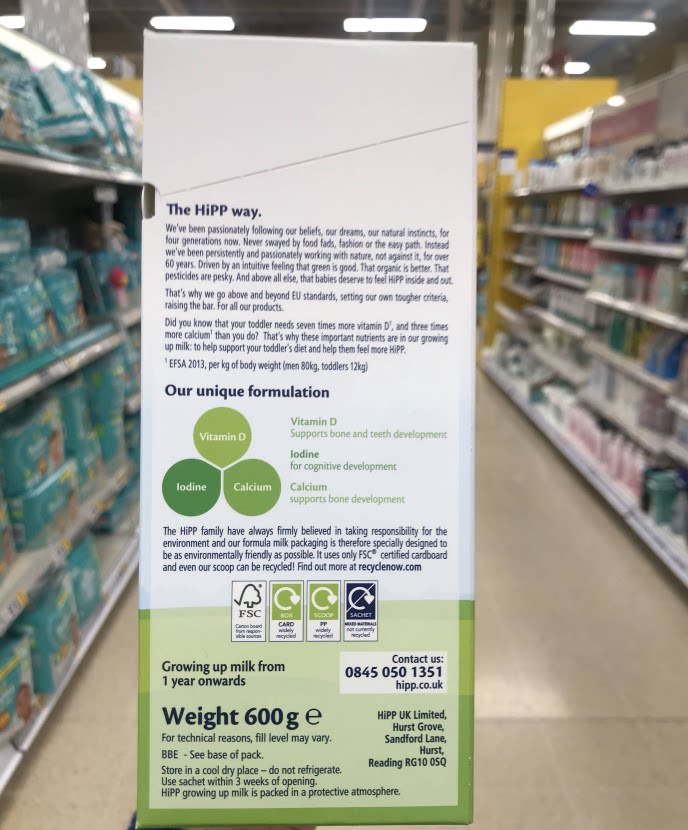 The HiPP way.
We've been passionately following our beliefs, our dreams, our natural instincts, for
four generations now. Never swayed by food fads, fashion or the easy path. Instead
we've been persistently and passionately working with nature, not against it, for over
60 years. Driven by an intuitive feeling that green is good. That organic is better. That
pesticides are pesky. And above all else, that babies deserve to feel HiPP inside and out.
That's why we go above and beyond EU standards, setting our own tougher criteria,
raising the bar. For all our products.
Did you know that your toddler needs seven times more vitamin D¹, and three times
more calcium¹ than you do? That's why these important nutrients are in our growing
up milk: to help support your toddler's diet and help them feel more HiPP.
¹ EFSA 2013, per kg of body weight (men 80kg, toddlers 12kg)
Our unique formulation
Vitamin D
Iodine
Calcium
Vitamin D
Supports bone and teeth development
Iodine
for cognitive development
Calcium
supports bone development
The HiPP family have always firmly believed in taking responsibility for the
environment and our formula milk packaging is therefore specially designed to
be as environmentally friendly as possible. It uses only FSC® certified cardboard
and even our scoop can be recycled! Find out more at recyclenow.com
FSC
Carton board
from respon-
sible sources
BOX
CARD
widely
recycled
SCOOP
PP
widely
recycled
SACHET
MIXED MATERIALS
not currently
recycled
Growing up milk from
1 year onwards
Contact us:
0845 050 1351
hipp.co.uk
Weight 600g ℮
For technical reasons, fill level may vary.
BBE - See base of pack.
Store in a cool dry place – do not refrigerate.
Use sachet within 3 weeks of opening.
HiPP growing up milk is packed in a protective atmosphere.
HiPP UK Limited,
Hurst Grove,
Sandford Lane,
Hurst,
Reading RG10 0SQ